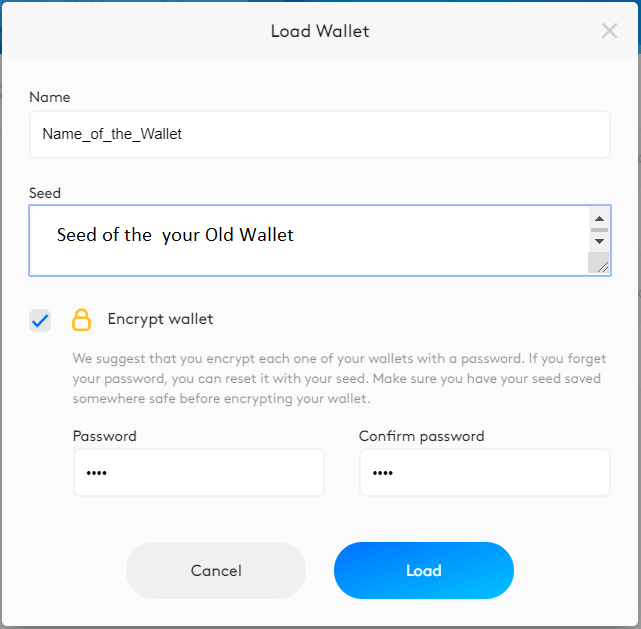 Load Wallet
Name
Name_of_the_Wallet
Seed
Seed of the  your Old Wallet
Encrypt wallet
We suggest that you encrypt each one of your wallets with a password. If you forget
your password, you can reset it with your seed. Make sure you have your seed saved
somewhere safe before encrypting your wallet.
Password
Confirm password
••••
••••
Cancel
Load